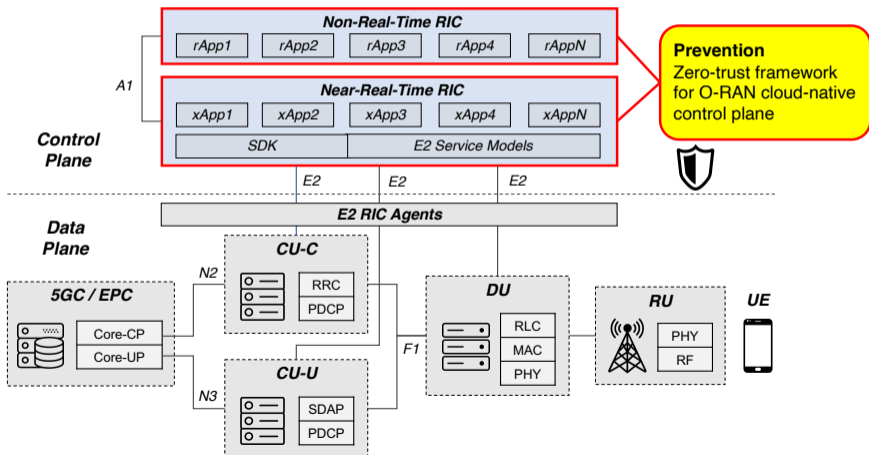 Non-Real-Time RIC
rApp1 rApp2 rApp3 rApp4 rAppN
A1
Near-Real-Time RIC
xApp1 xApp2 xApp3 xApp4 xAppN
SDK E2 Service Models
Prevention
Zero-trust framework
for O-RAN cloud-native
control plane
Control
Plane
E2 E2 E2
Data
Plane
E2 RIC Agents
CU-C
RRC
PDCP
N2
5GC / EPC
Core-CP
Core-UP
N3
CU-U
SDAP
PDCP
F1
DU
RLC
MAC
PHY
RU
PHY
RF
UE